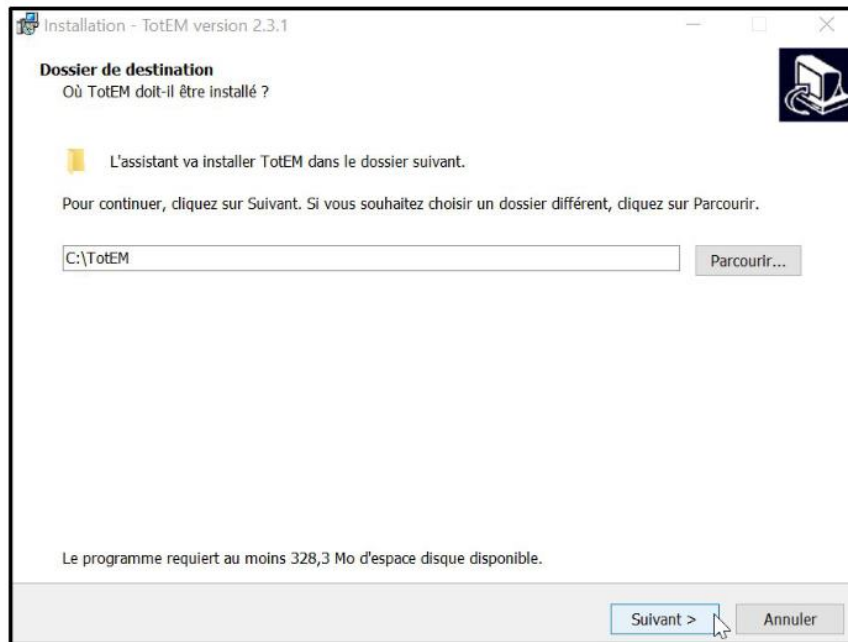 Installation - TotEM version 2.3.1
Dossier de destination
Où TotEM doit-il être installé ?
L'assistant va installer TotEM dans le dossier suivant.
Pour continuer, cliquez sur Suivant. Si vous souhaitez choisir un dossier différent, cliquez sur Parcourir.
C:\TotEM
Parcourir...
Le programme requiert au moins 328,3 Mo d'espace disque disponible.
Suivant >
Annuler